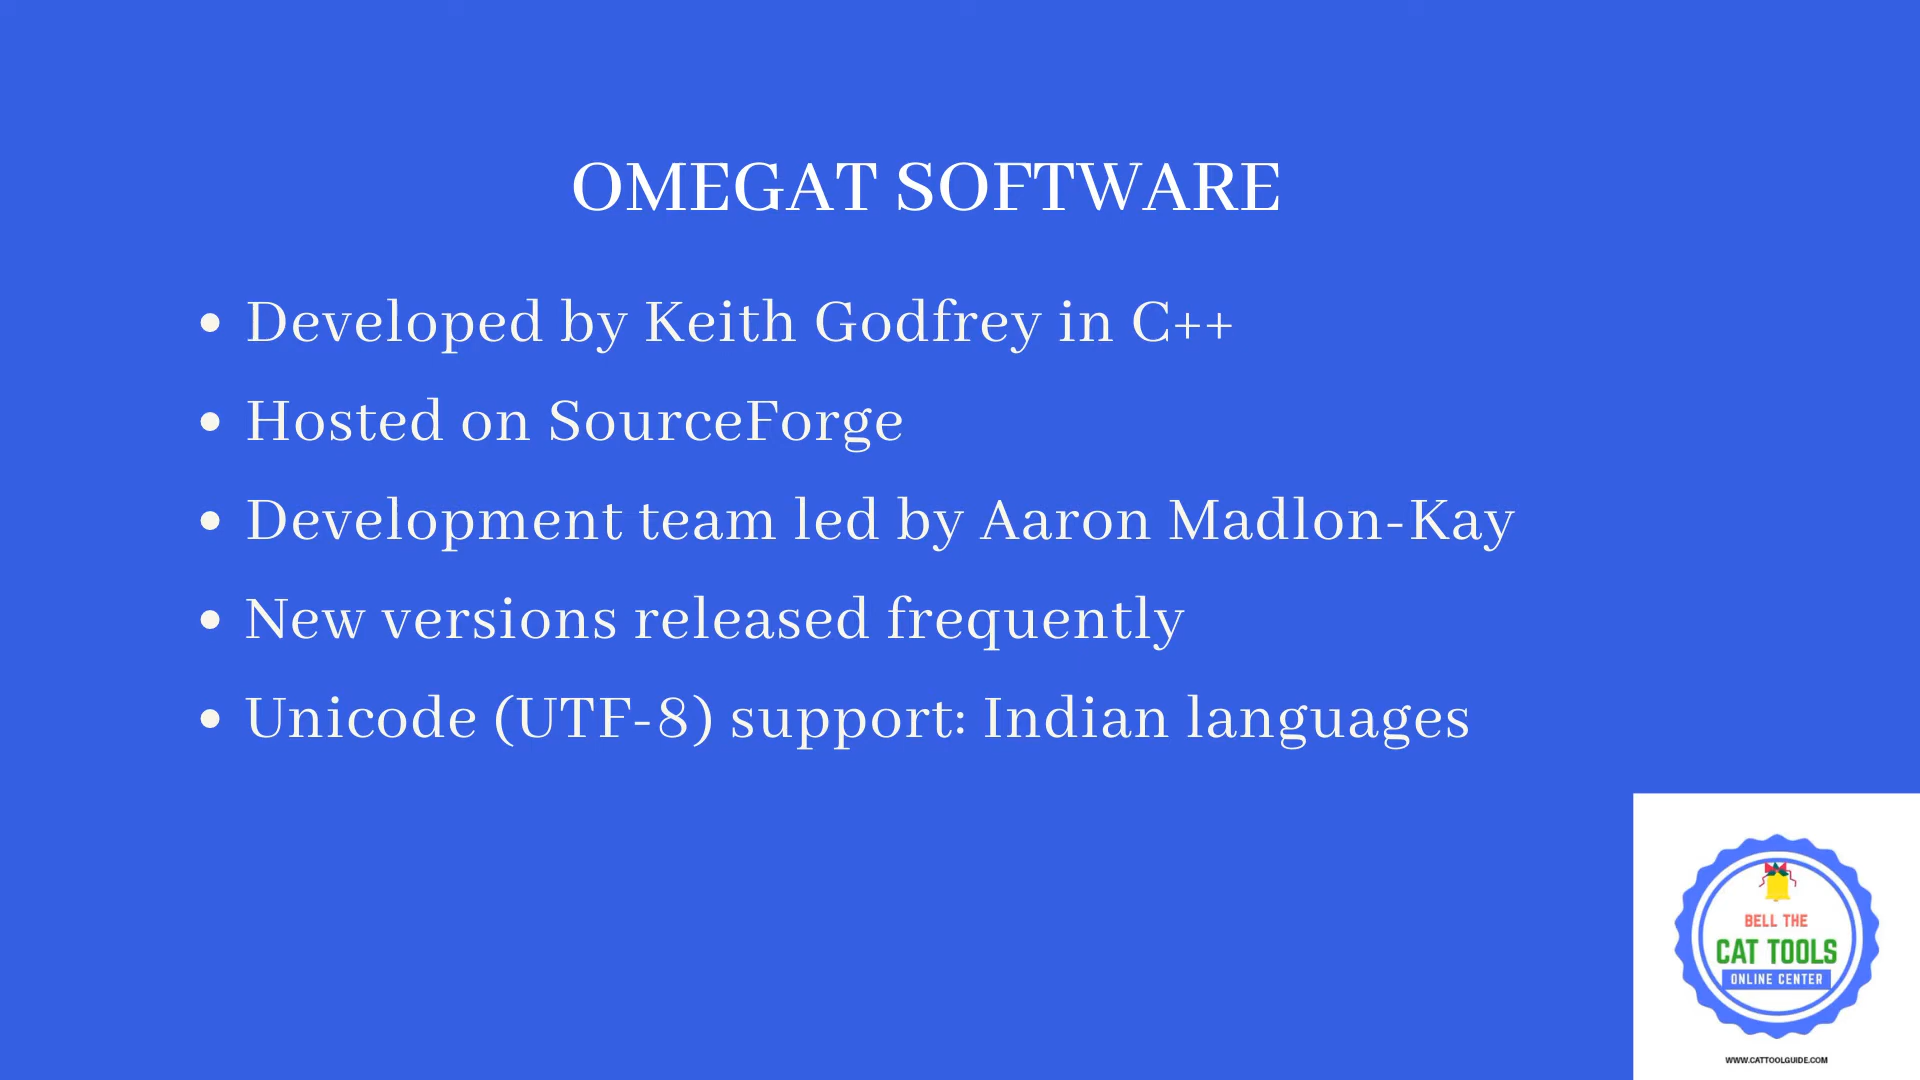 OMEGAT SOFTWARE
• Developed by Keith Godfrey in C++
• Hosted on SourceForge
• Development team led by Aaron Madlon-Kay
• New versions released frequently
• Unicode (UTF-8) support: Indian languages
BELL THE
CAT TOOLS
ONLINE CENTER
WWW.CATTOOLGUIDE.COM